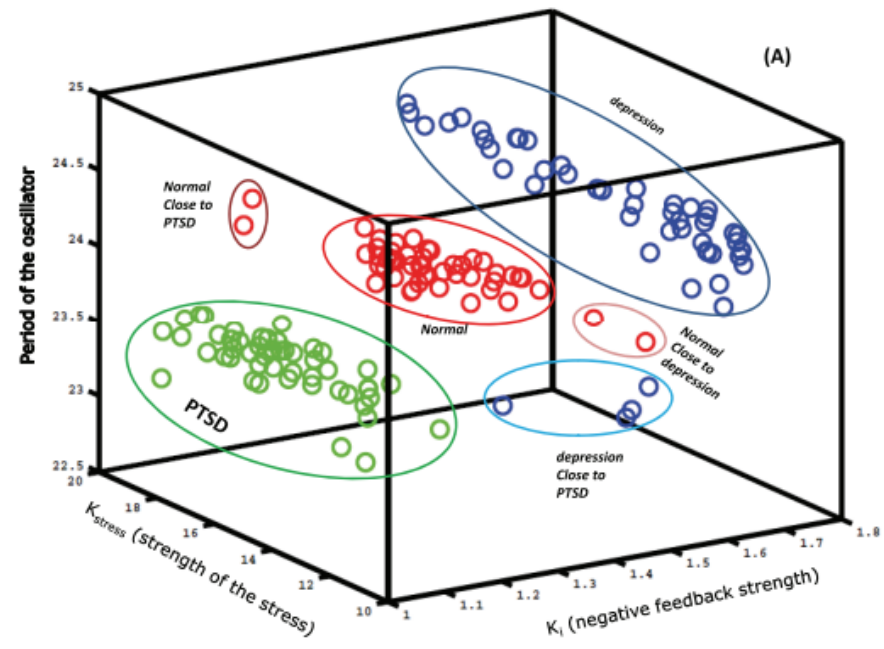 (A)
25
24.5
24
23.5
23
22.5
Period of the oscillator
depression
Normal
Close to
PTSD
Normal
Normal
Close to
depression
PTSD
depression
Close to
PTSD
20
18
16
14
12
10
Kstress (strength of the stress)
1
1.1
1.2
1.3
1.4
1.5
1.6
1.7
1.8
Ki (negative feedback strength)